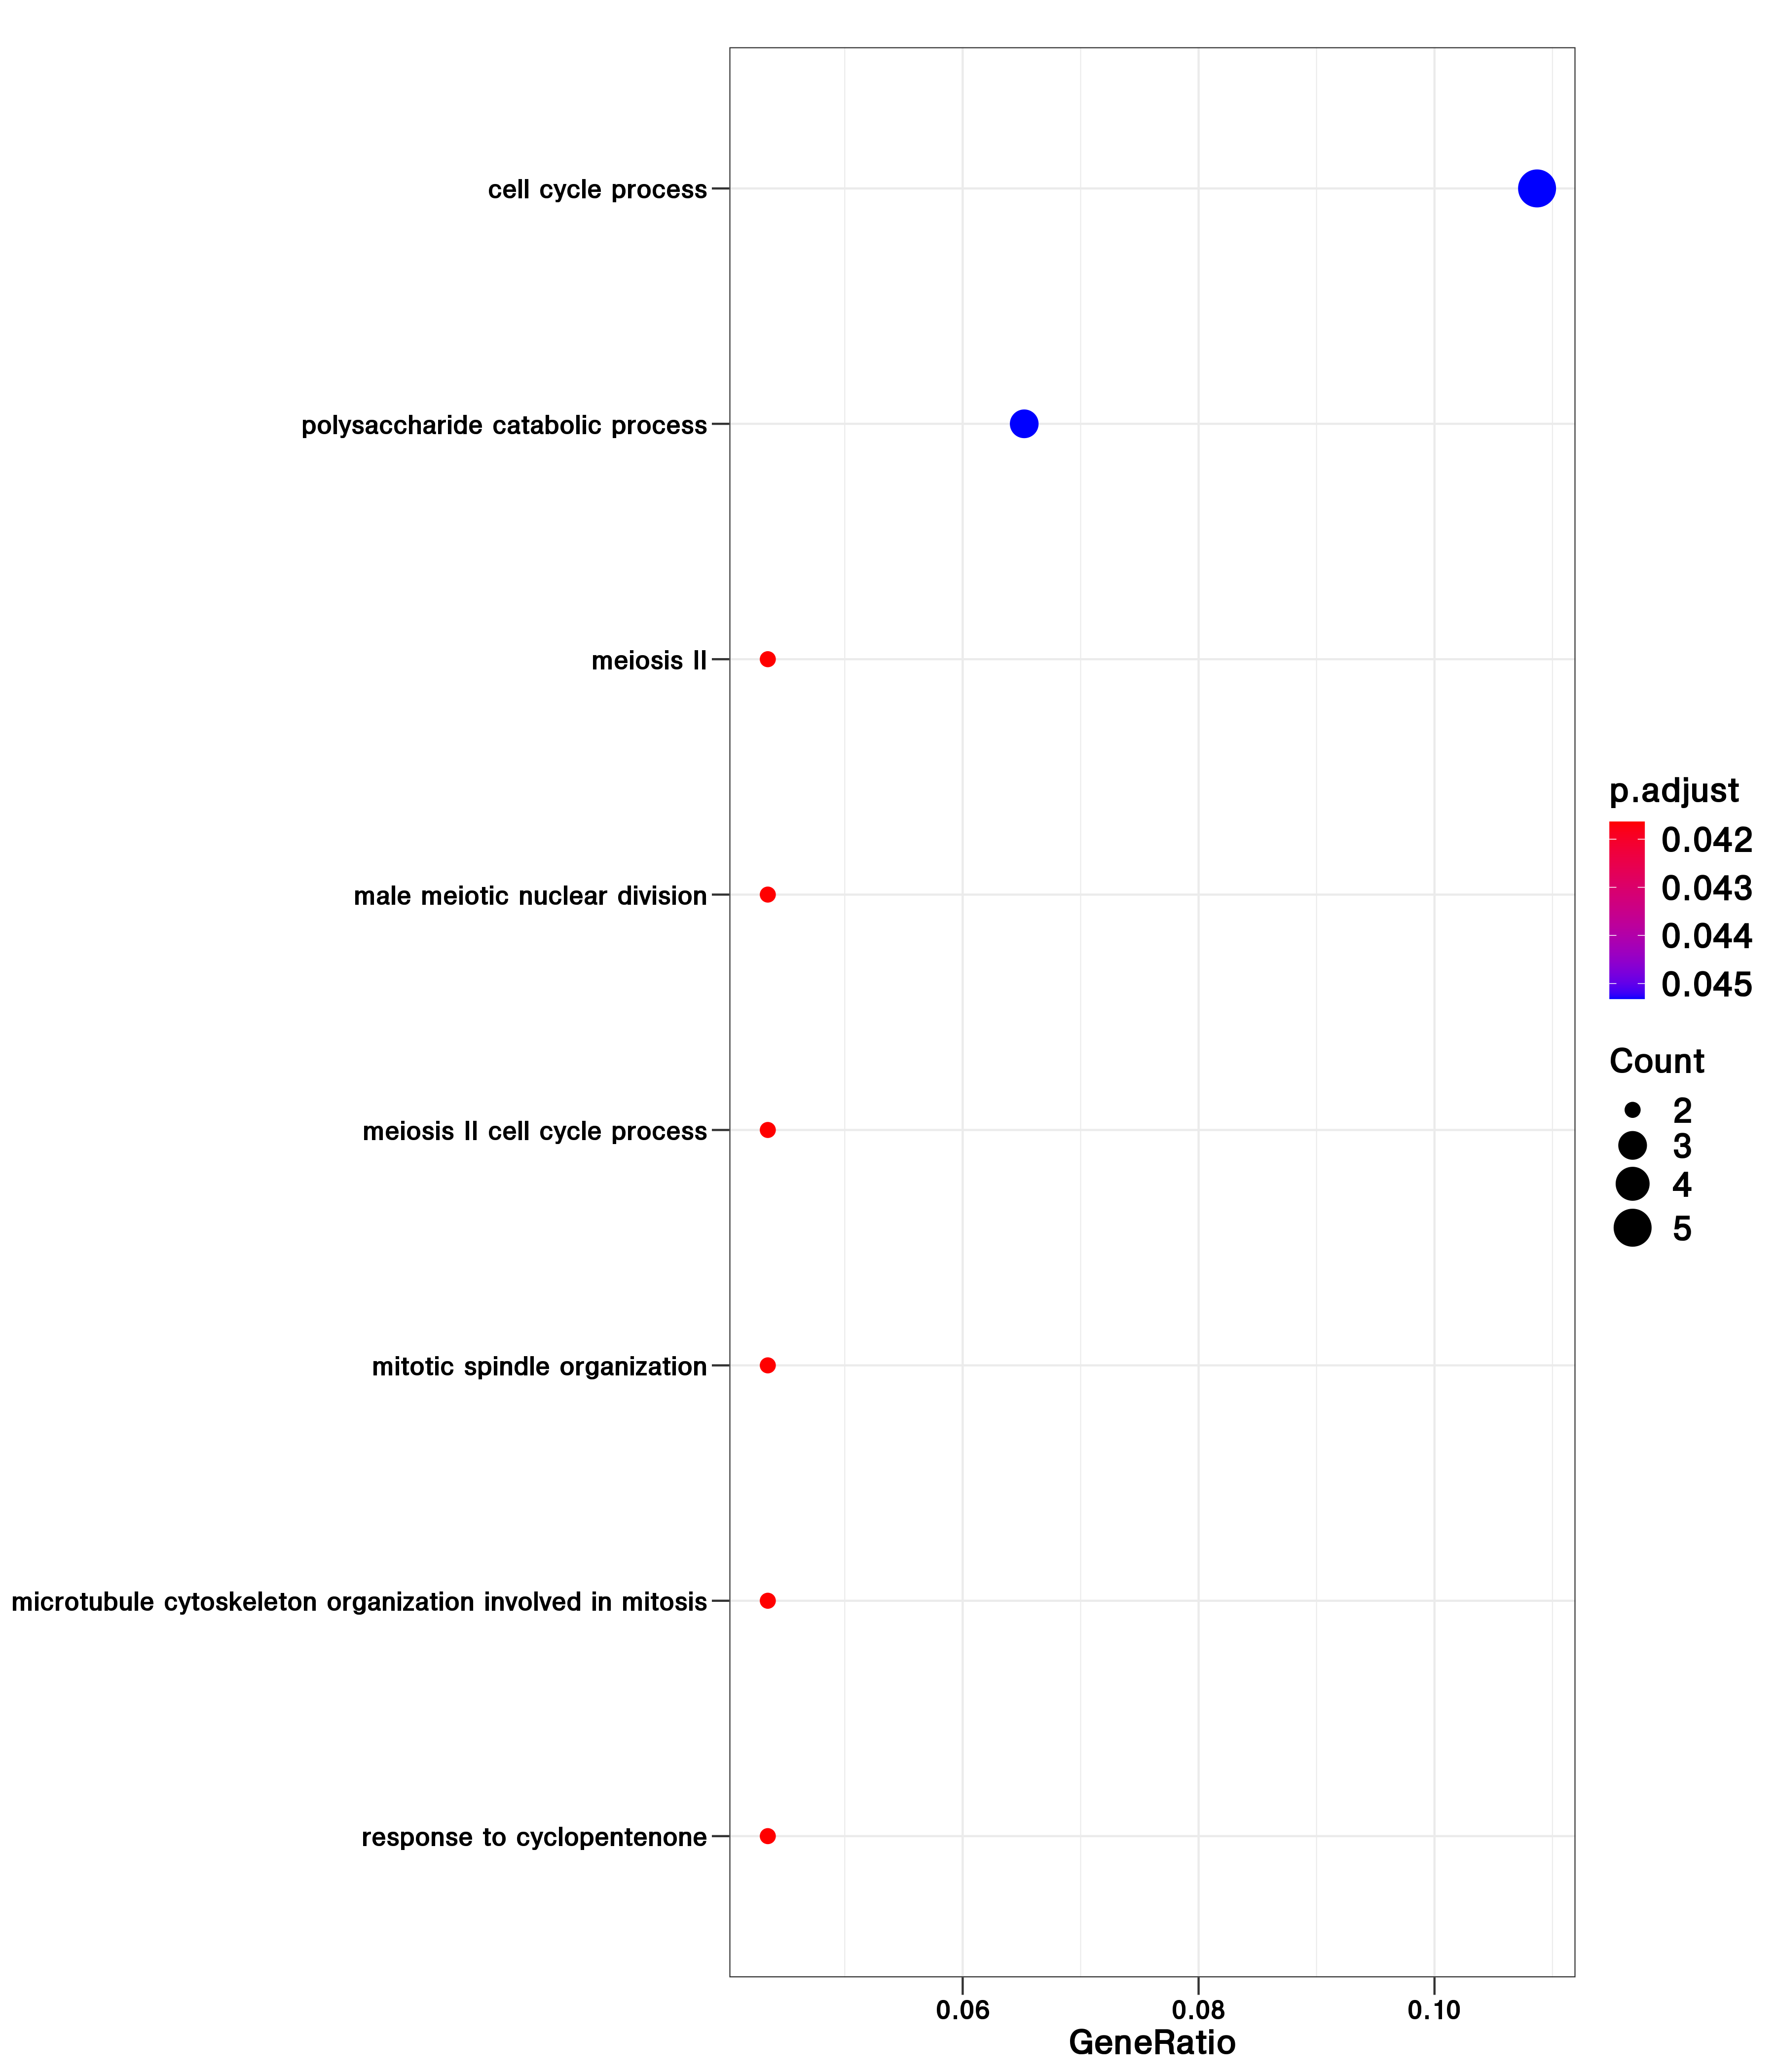 cell cycle process
polysaccharide catabolic process
meiosis II
male meiotic nuclear division
meiosis II cell cycle process
mitotic spindle organization
microtubule cytoskeleton organization involved in mitosis
response to cyclopentenone
0.06 0.08 0.10
GeneRatio
p.adjust
0.042
0.043
0.044
0.045
Count
2
3
4
5